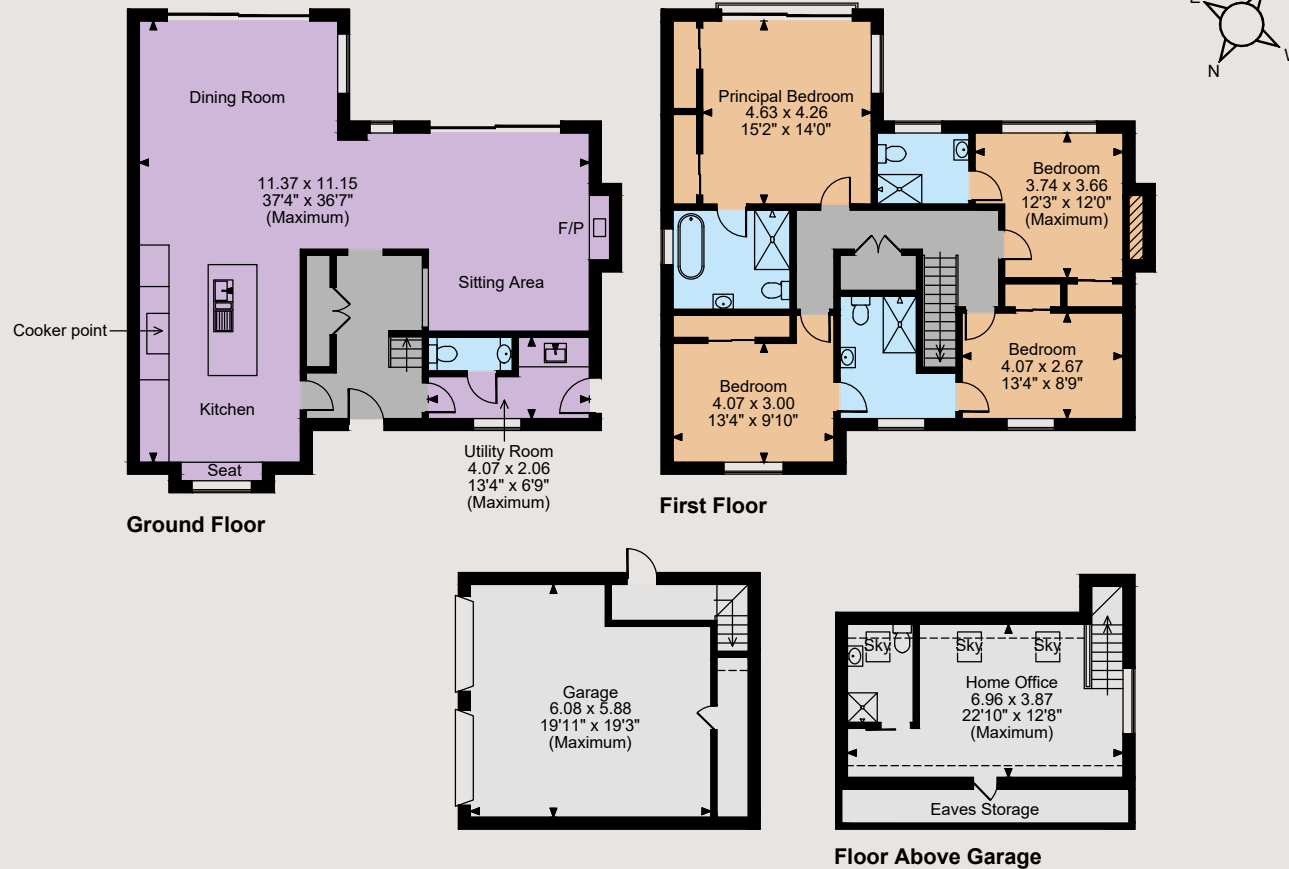 E
N
Dining Room
11.37 x 11.15
37'4" x 36'7"
(Maximum)
F/P
Sitting Area
Cooker point
Kitchen
Seat
Utility Room
4.07 x 2.06
13'4" x 6'9"
(Maximum)
Ground Floor
Principal Bedroom
4.63 x 4.26
15'2" x 14'0"
Bedroom
3.74 x 3.66
12'3" x 12'0"
(Maximum)
Bedroom
4.07 x 3.00
13'4" x 9'10"
Bedroom
4.07 x 2.67
13'4" x 8'9"
First Floor
Garage
6.08 x 5.88
19'11" x 19'3"
(Maximum)
Sky
Sky
Sky
Home Office
6.96 x 3.87
22'10" x 12'8"
(Maximum)
Eaves Storage
Floor Above Garage